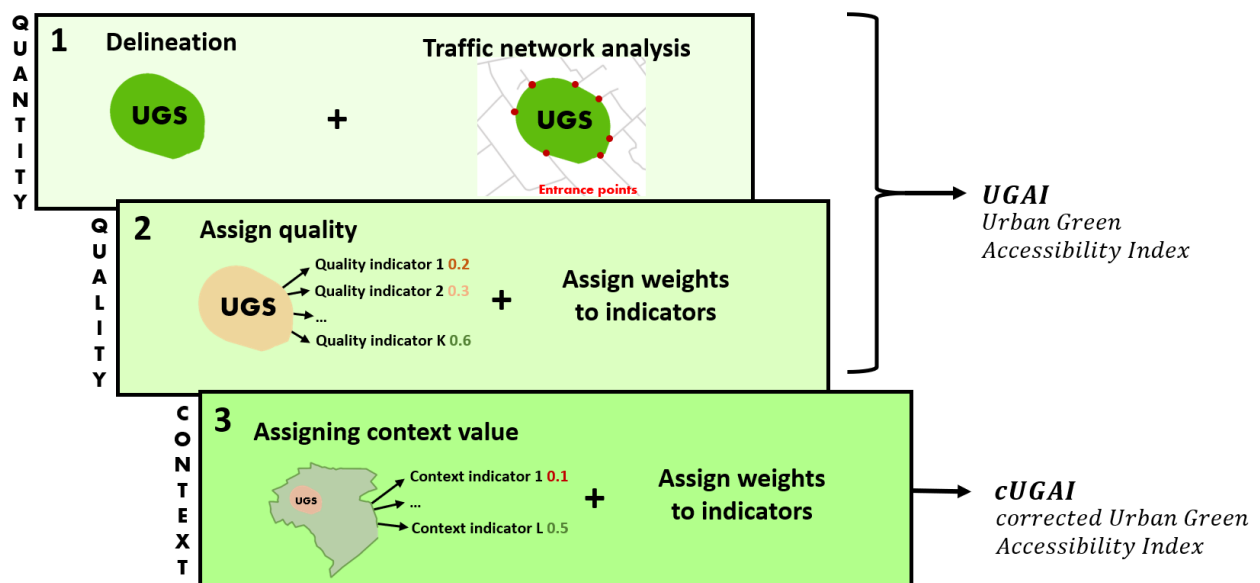 QUANTITY
1 Delineation
Traffic network analysis
UGS
+
UGS
Entrance points
QUALITY
2 Assign quality
UGS
Quality indicator 1 0.2
Quality indicator 2 0.3
...
Quality indicator K 0.6
+
Assign weights
to indicators
UGAI
Urban Green
Accessibility Index
CONTEXT
3 Assigning context value
UGS
Context indicator 1 0.1
...
Context indicator L 0.5
+
Assign weights
to indicators
cUGAI
corrected Urban Green
Accessibility Index